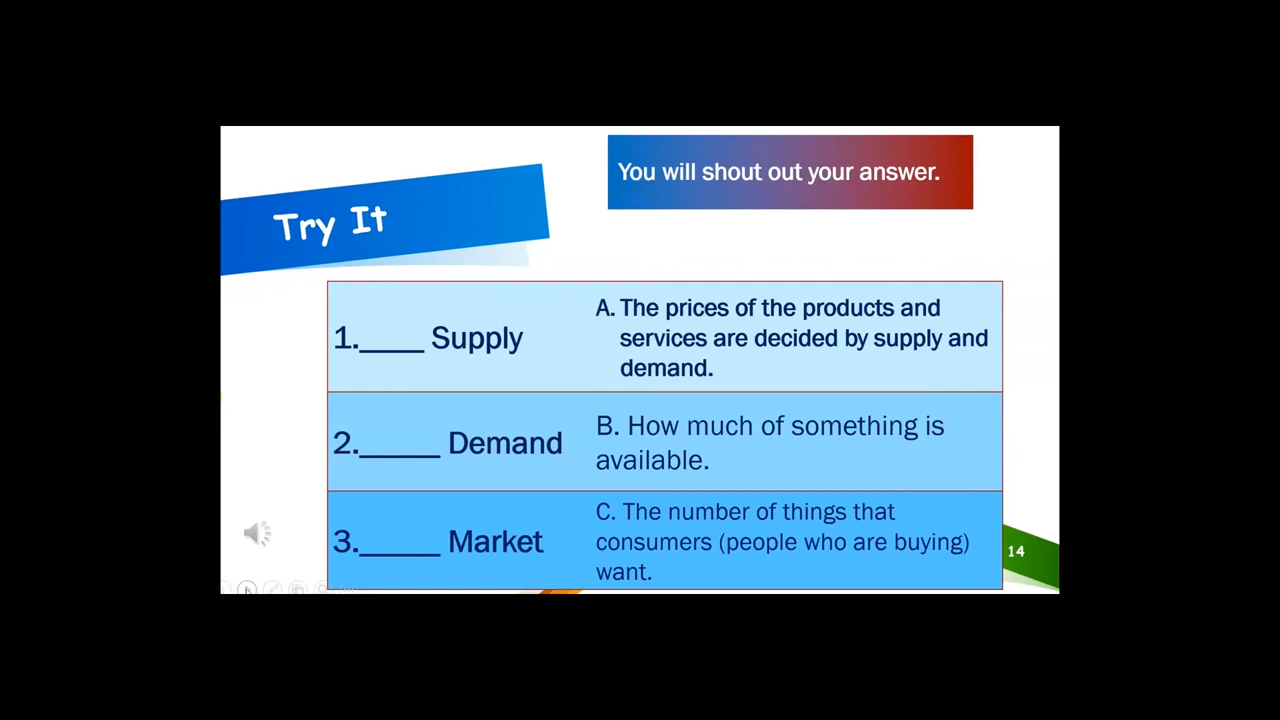 You will shout out your answer.
Try It
1.____ Supply
A. The prices of the products and
services are decided by supply and
demand.
2._____ Demand
B. How much of something is
available.
3._____ Market
C. The number of things that
consumers (people who are buying)
want.
14